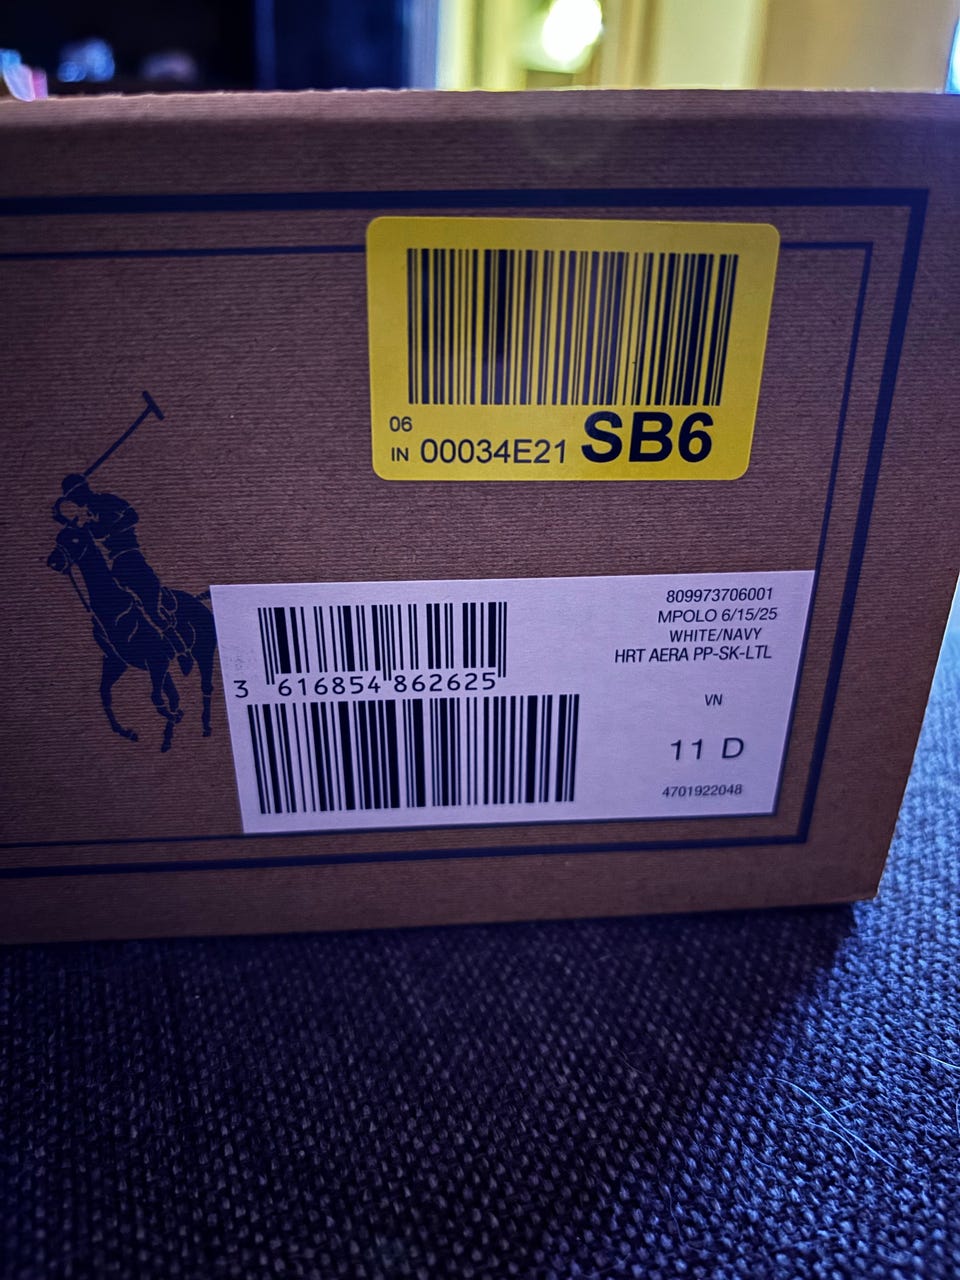 06
IN 00034E21 SB6
809973706001
MPOLO 6/15/25
WHITE/NAVY
HRT AERA PP-SK-LTL
3 616854 862625
VN
11 D
4701922048